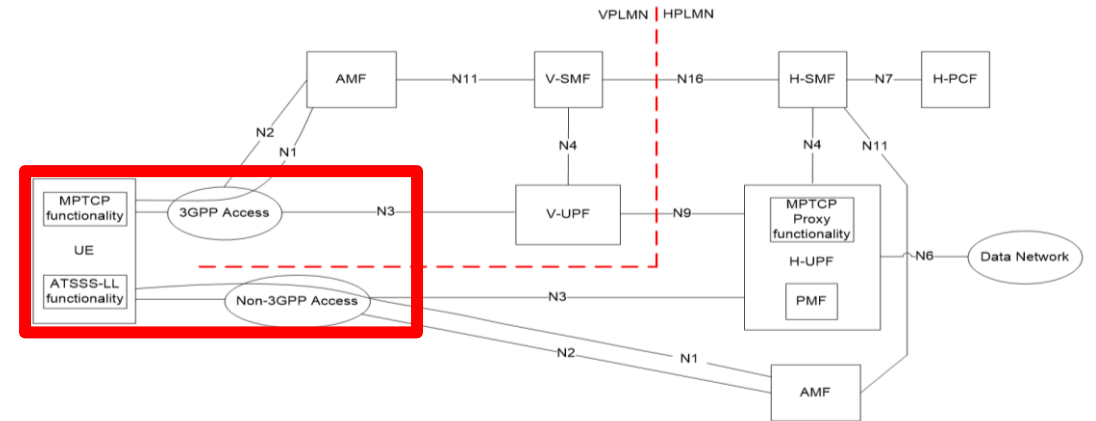 VPLMN HPLMN
AMF
N11
V-SMF
N16
H-SMF
N7
H-PCF
N2
N1
N4
N4
N11
MPTCP
functionality
3GPP Access
N3
V-UPF
N9
MPTCP
Proxy
functionality
UE
H-UPF
N6
Data Network
ATSSS-LL
functionality
Non-3GPP Access
N3
PMF
N2
N1
AMF